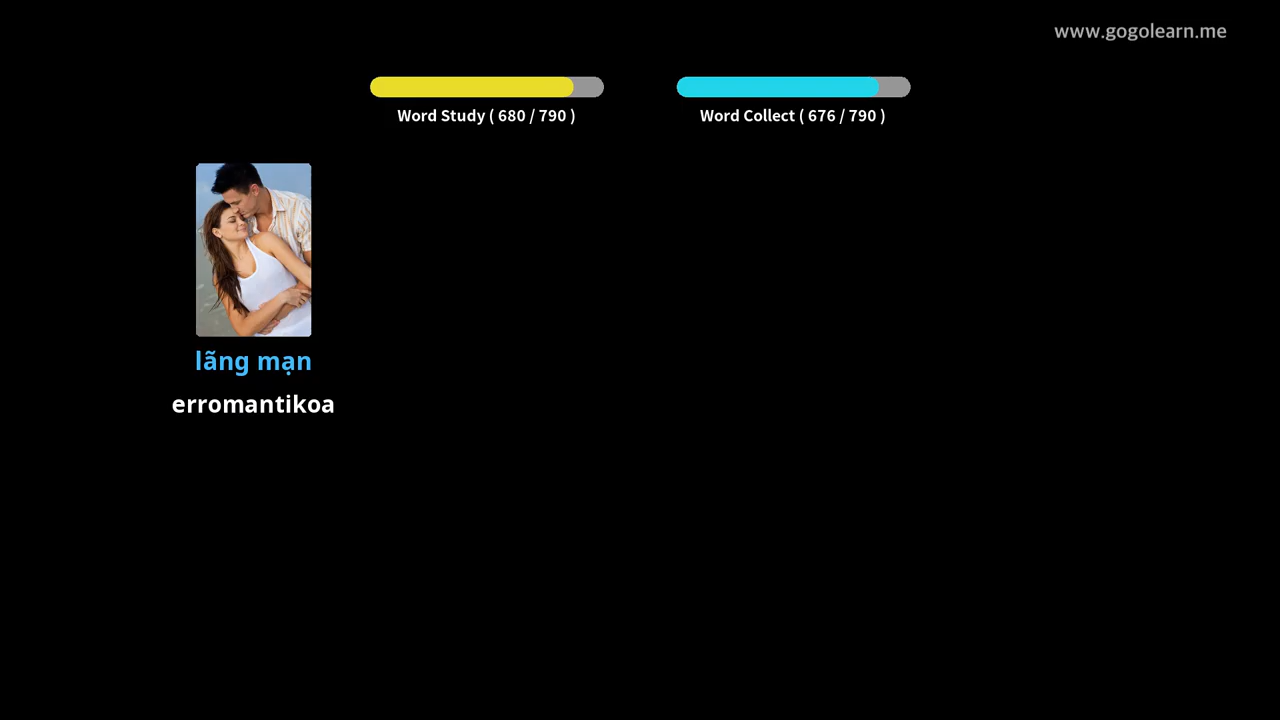 www.gogolearn.me
Word Study ( 680 / 790 )
Word Collect ( 676 / 790 )
lãng mạn
erromantikoa